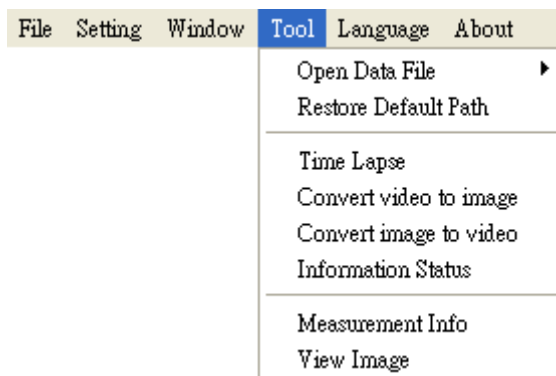 File Setting Window Tool Language About
Open Data File
Restore Default Path
Time Lapse
Convert video to image
Convert image to video
Information Status
Measurement Info
View Image